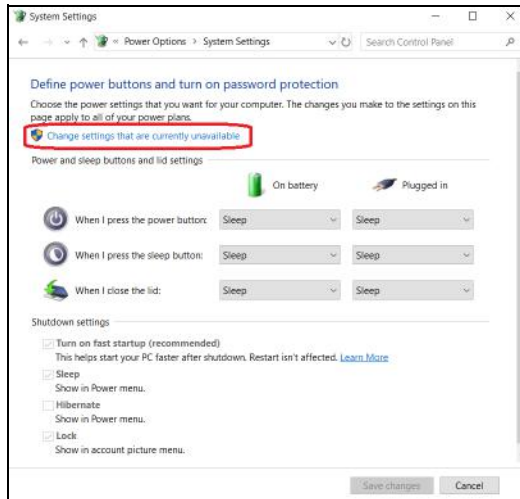 System Settings
« Power Options > System Settings
Search Control Panel
Define power buttons and turn on password protection
Choose the power settings that you want for your computer. The changes you make to the settings on this
page apply to all of your power plans.
Change settings that are currently unavailable
Power and sleep buttons and lid settings
On battery
Plugged in
When I press the power button: Sleep Sleep
When I press the sleep button: Sleep Sleep
When I close the lid: Sleep Sleep
Shutdown settings
Turn on fast startup (recommended)
This helps start your PC faster after shutdown. Restart isn't affected. Learn More
Sleep
Show in Power menu.
Hibernate
Show in Power menu.
Lock
Show in account picture menu.
Save changes Cancel